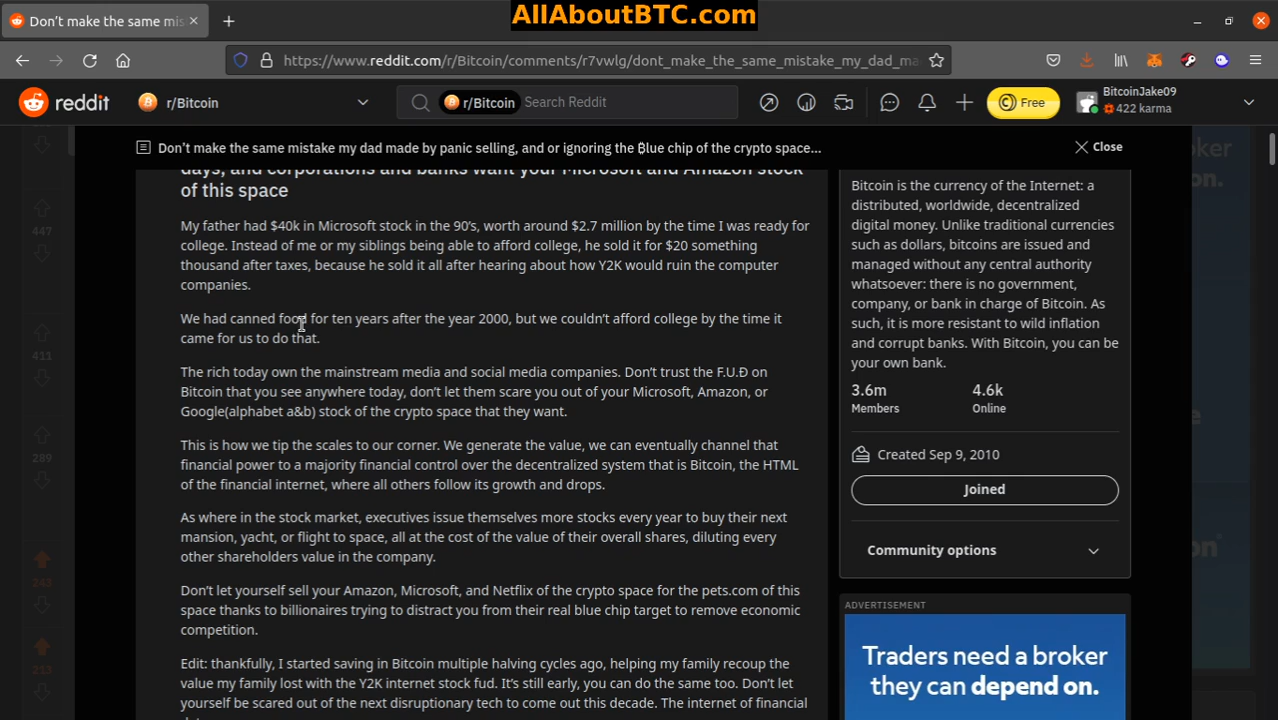 AllAboutBTC.com
Don't make the same mis
https://www.reddit.com/r/Bitcoin/comments/r7vwlg/dont_make_the_same_mistake_my_dad_ma
reddit
r/Bitcoin
r/Bitcoin Search Reddit
Free
BitcoinJake09
422 karma
Don't make the same mistake my dad made by panic selling, and or ignoring the ₿lue chip of the crypto space...
Close
days, and corporations and banks want your Microsoft and Amazon stock
of this space
My father had $40k in Microsoft stock in the 90's, worth around $2.7 million by the time I was ready for
college. Instead of me or my siblings being able to afford college, he sold it for $20 something
thousand after taxes, because he sold it all after hearing about how Y2K would ruin the computer
companies.
We had canned food for ten years after the year 2000, but we couldn't afford college by the time it
came for us to do that.
The rich today own the mainstream media and social media companies. Don't trust the F.U.Đ on
Bitcoin that you see anywhere today, don't let them scare you out of your Microsoft, Amazon, or
Google(alphabet a&b) stock of the crypto space that they want.
This is how we tip the scales to our corner. We generate the value, we can eventually channel that
financial power to a majority financial control over the decentralized system that is Bitcoin, the HTML
of the financial internet, where all others follow its growth and drops.
As where in the stock market, executives issue themselves more stocks every year to buy their next
mansion, yacht, or flight to space, all at the cost of the value of their overall shares, diluting every
other shareholders value in the company.
Don't let yourself sell your Amazon, Microsoft, and Netflix of the crypto space for the pets.com of this
space thanks to billionaires trying to distract you from their real blue chip target to remove economic
competition.
Edit: thankfully, I started saving in Bitcoin multiple halving cycles ago, helping my family recoup the
value my family lost with the Y2K internet stock fud. It's still early, you can do the same too. Don't let
yourself be scared out of the next disruptionary tech to come out this decade. The internet of financial
Bitcoin is the currency of the Internet: a
distributed, worldwide, decentralized
digital money. Unlike traditional currencies
such as dollars, bitcoins are issued and
managed without any central authority
whatsoever: there is no government,
company, or bank in charge of Bitcoin. As
such, it is more resistant to wild inflation
and corrupt banks. With Bitcoin, you can be
your own bank.
3.6m
4.6k
Members
Online
Created Sep 9, 2010
Joined
Community options
ADVERTISEMENT
Traders need a broker
they can depend on.
447
411
289
243
213